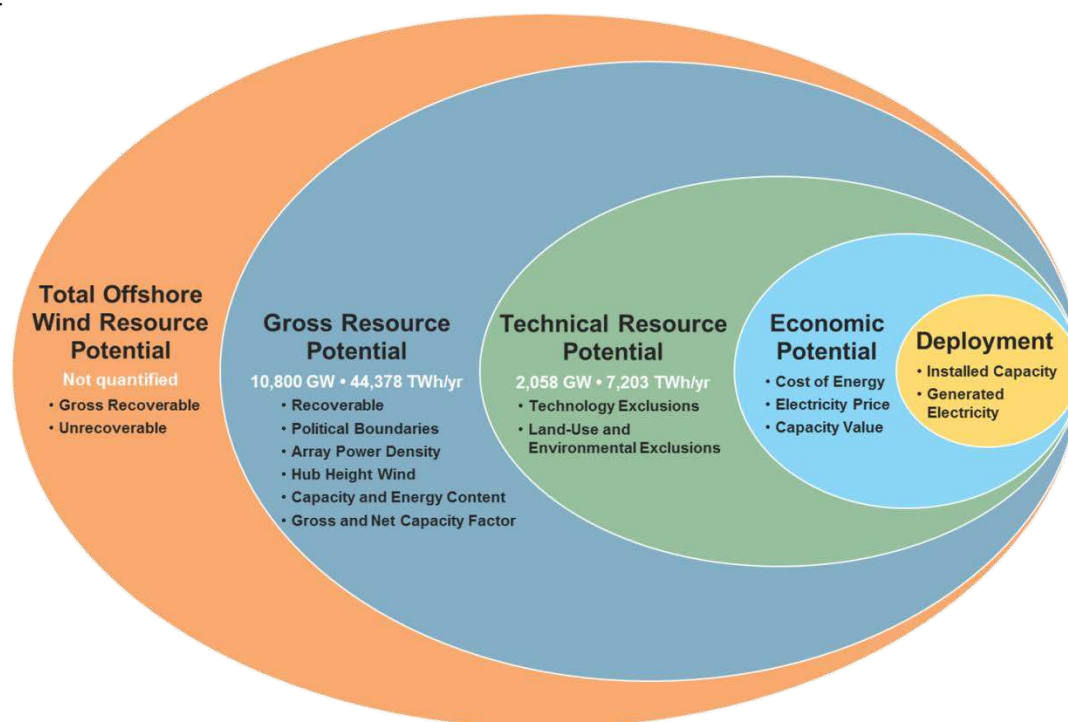 Total Offshore
Wind Resource
Potential
Not quantified
• Gross Recoverable
• Unrecoverable
Gross Resource
Potential
10,800 GW • 44,378 TWh/yr
• Recoverable
• Political Boundaries
• Array Power Density
• Hub Height Wind
• Capacity and Energy Content
• Gross and Net Capacity Factor
Technical Resource
Potential
2,058 GW • 7,203 TWh/yr
• Technology Exclusions
• Land-Use and
Environmental Exclusions
Economic
Potential
• Cost of Energy
• Electricity Price
• Capacity Value
Deployment
• Installed Capacity
• Generated
Electricity